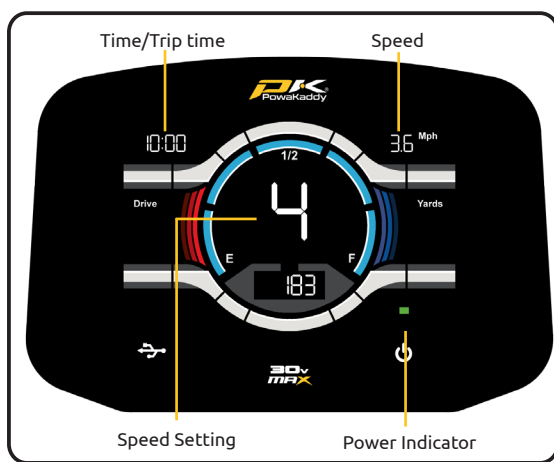 Time/Trip time
Speed
PK
PowaKaddy
10:00
3.6 Mph
1/2
Drive
4
Yards
E
F
183
30v
MAX
Speed Setting
Power Indicator